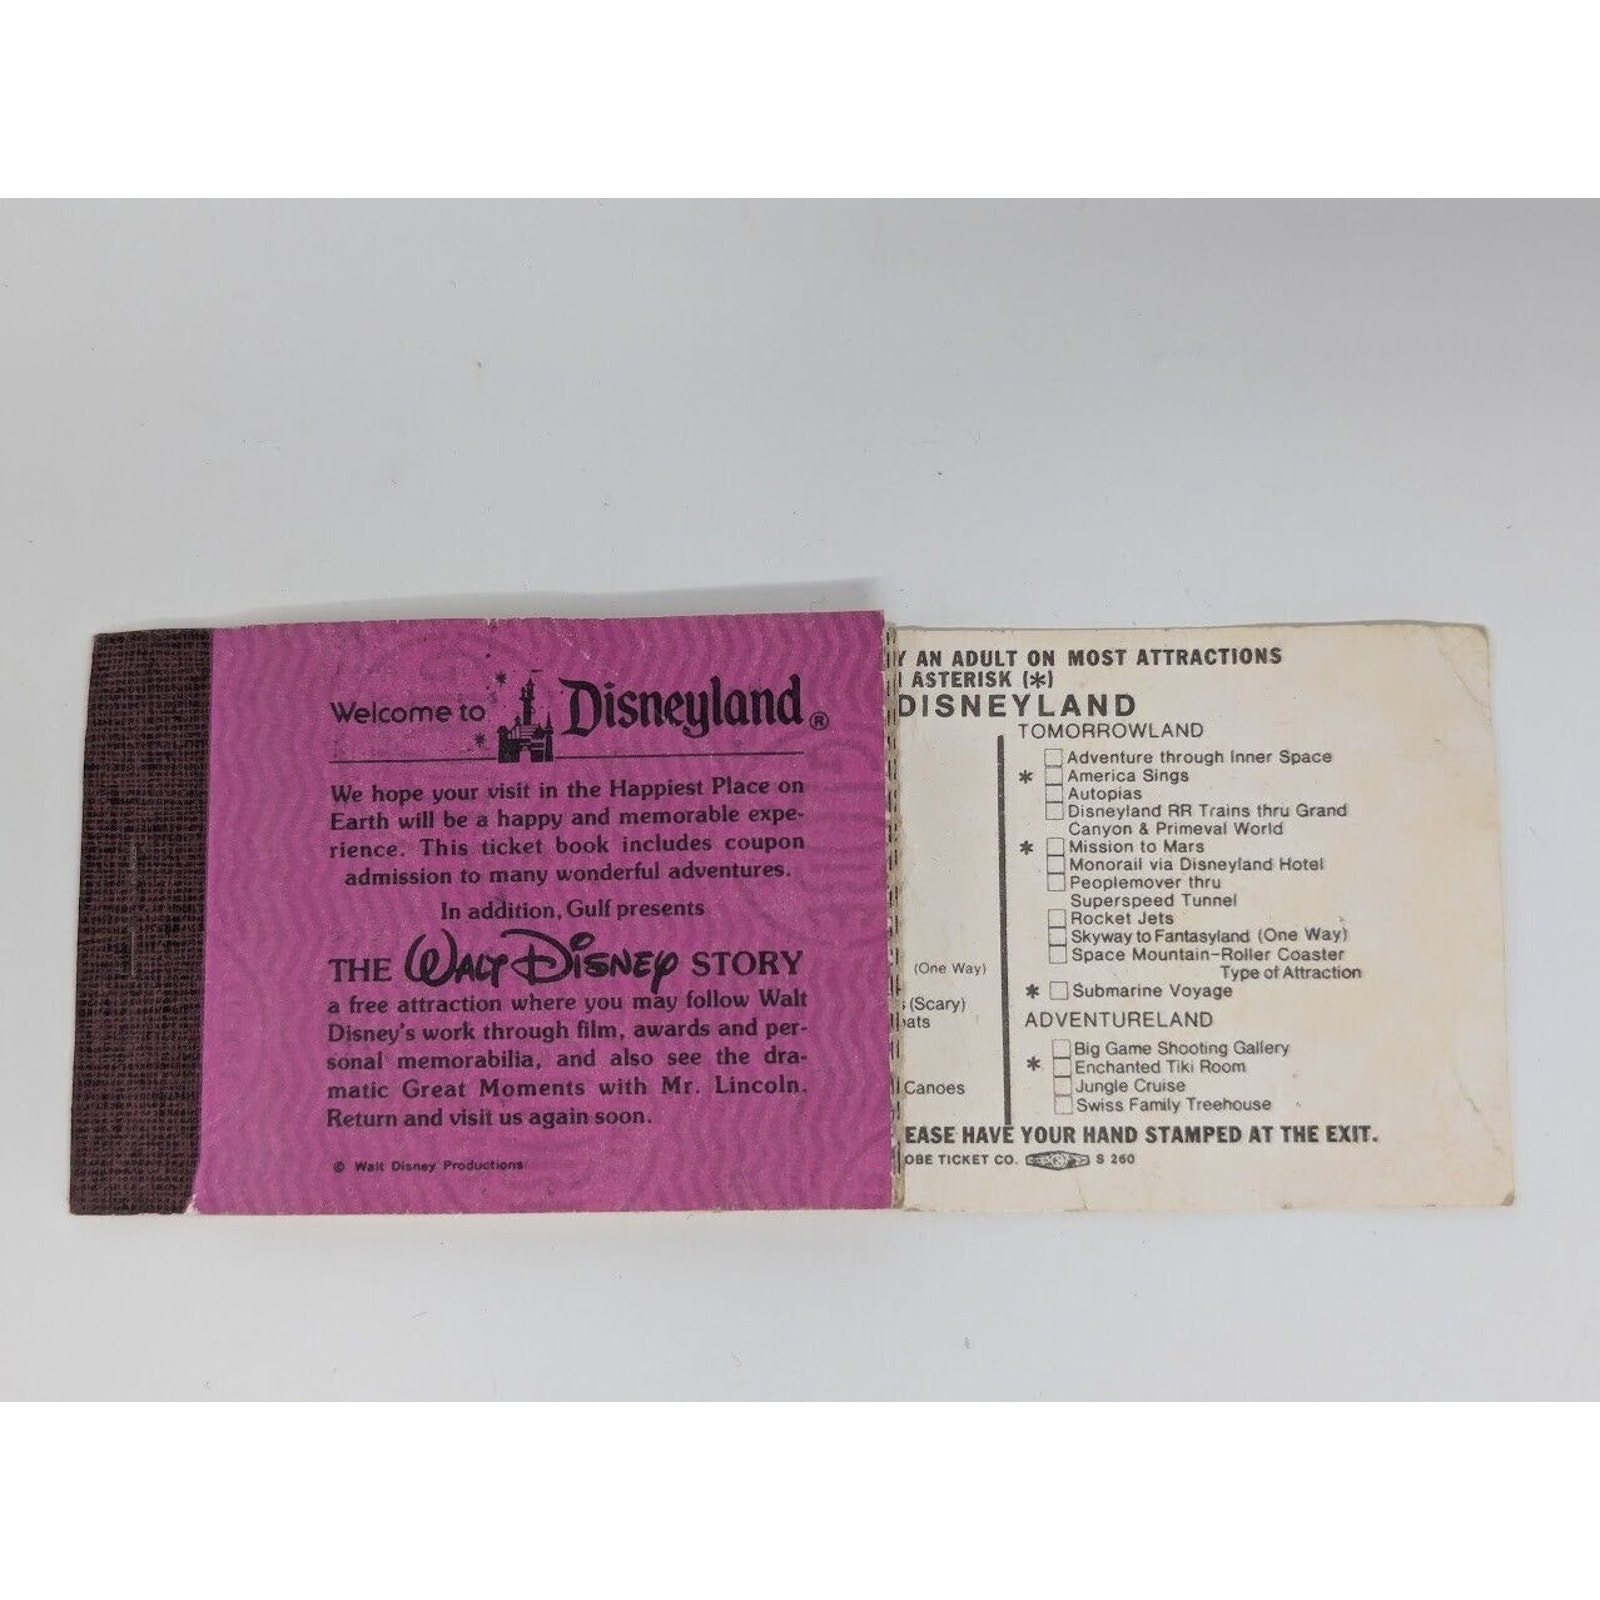 Welcome to Disneyland ®
We hope your visit in the Happiest Place on
Earth will be a happy and memorable expe-
rience. This ticket book includes coupon
admission to many wonderful adventures.
In addition, Gulf presents
THE WALT DISNEY STORY
a free attraction where you may follow Walt
Disney's work through film, awards and per-
sonal memorabilia, and also see the dra-
matic Great Moments with Mr. Lincoln.
Return and visit us again soon.
© Walt Disney Productions
Y AN ADULT ON MOST ATTRACTIONS
ASTERISK (*)
DISNEYLAND
(One Way)
(Scary)
ats
Canoes
TOMORROWLAND
Adventure through Inner Space
* America Sings
Autopias
Disneyland RR Trains thru Grand
Canyon & Primeval World
* Mission to Mars
Monorail via Disneyland Hotel
Peoplemover thru
Superspeed Tunnel
Rocket Jets
Skyway to Fantasyland (One Way)
Space Mountain-Roller Coaster
Type of Attraction
* Submarine Voyage
ADVENTURELAND
Big Game Shooting Gallery
* Enchanted Tiki Room
Jungle Cruise
Swiss Family Treehouse
EASE HAVE YOUR HAND STAMPED AT THE EXIT.
OBE TICKET CO. S 260